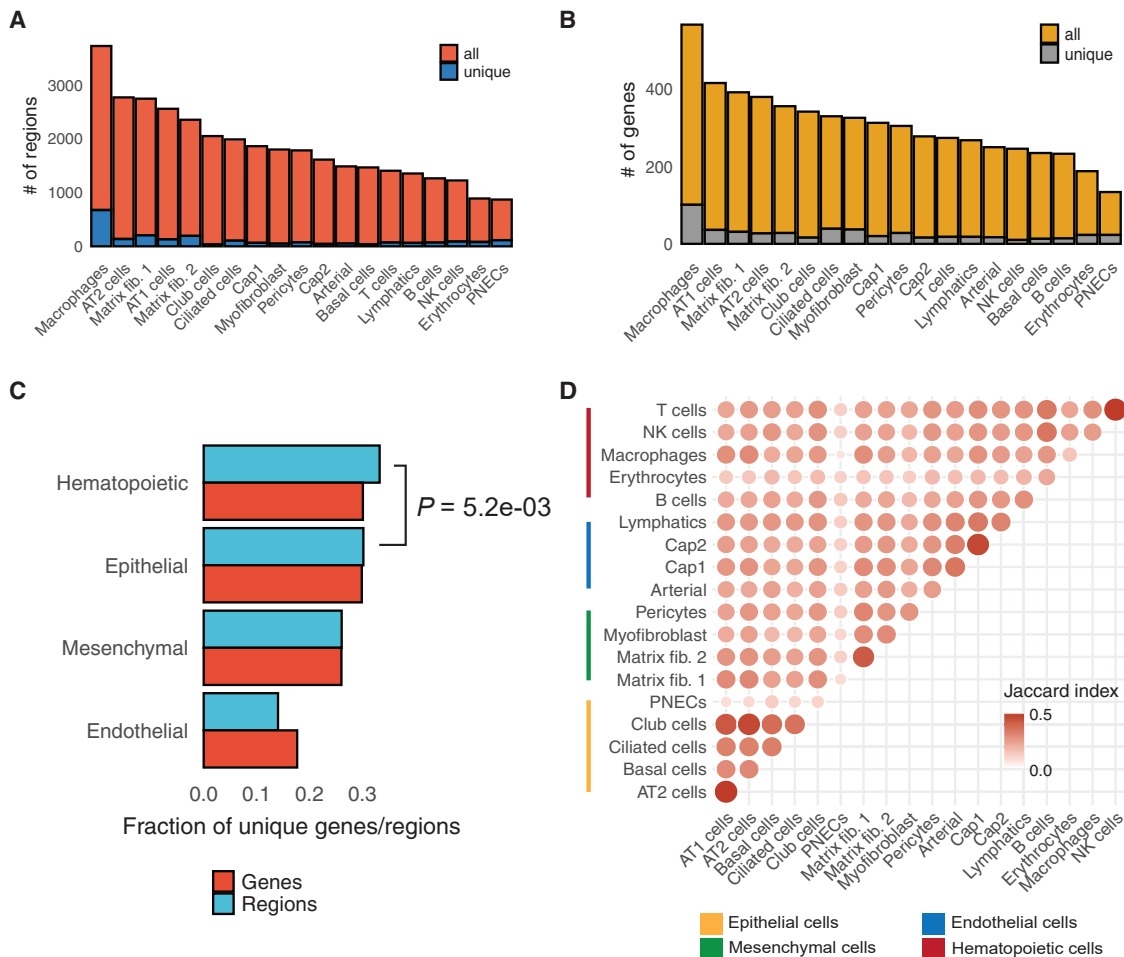 A
# of regions
3000
2000
1000
0
all
unique
Macrophages
AT2 cells
Matrix fib. 1
AT1 cells
Matrix fib. 2
Club cells
Ciliated cells
Cap1
Myofibroblast
Pericytes
Cap2
Arterial
Basal cells
T cells
Lymphatics
B cells
NK cells
Erythrocytes
PNECs
B
# of genes
400
200
0
all
unique
Macrophages
AT1 cells
Matrix fib. 1
AT2 cells
Matrix fib. 2
Club cells
Ciliated cells
Myofibroblast
Cap1
Pericytes
Cap2
T cells
Lymphatics
Arterial
NK cells
Basal cells
B cells
Erythrocytes
PNECs
C
Hematopoietic
Epithelial
Mesenchymal
Endothelial
P = 5.2e-03
0.0 0.1 0.2 0.3
Fraction of unique genes/regions
Genes
Regions
D
T cells
NK cells
Macrophages
Erythrocytes
B cells
Lymphatics
Cap2
Cap1
Arterial
Pericytes
Myofibroblast
Matrix fib. 2
Matrix fib. 1
PNECs
Club cells
Ciliated cells
Basal cells
AT2 cells
Jaccard index
0.5
0.0
AT1 cells
AT2 cells
Basal cells
Ciliated cells
Club cells
PNECs
Matrix fib. 1
Matrix fib. 2
Myofibroblast
Pericytes
Arterial
Cap1
Cap2
Lymphatics
B cells
Erythrocytes
Macrophages
NK cells
Epithelial cells
Mesenchymal cells
Endothelial cells
Hematopoietic cells